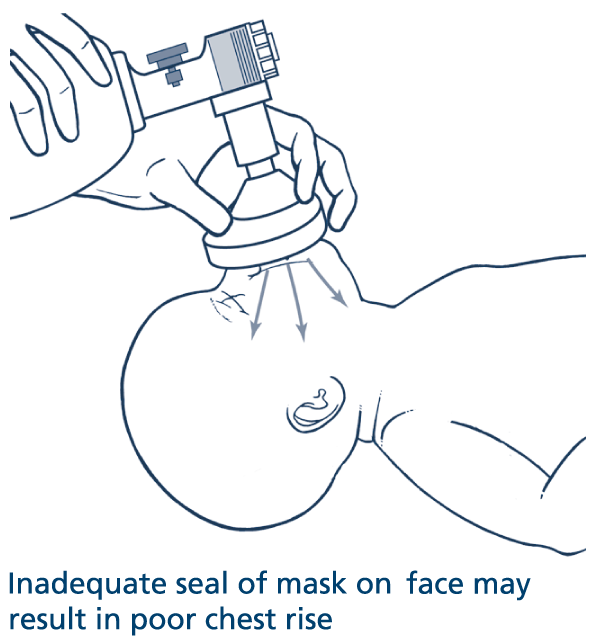 Inadequate seal of mask on face may
result in poor chest rise